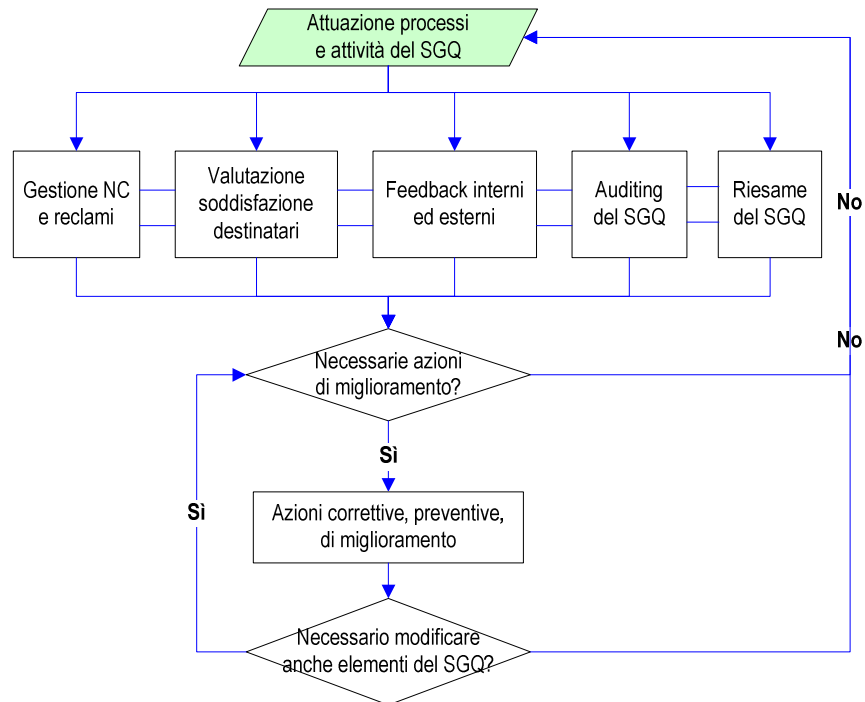 Attuazione processi
e attività del SGQ
Gestione NC
e reclami
Valutazione
soddisfazione
destinatari
Feedback interni
ed esterni
Auditing
del SGQ
Riesame
del SGQ
No
Necessarie azioni
di miglioramento?
No
Sì
Sì
Azioni correttive, preventive,
di miglioramento
Necessario modificare
anche elementi del SGQ?